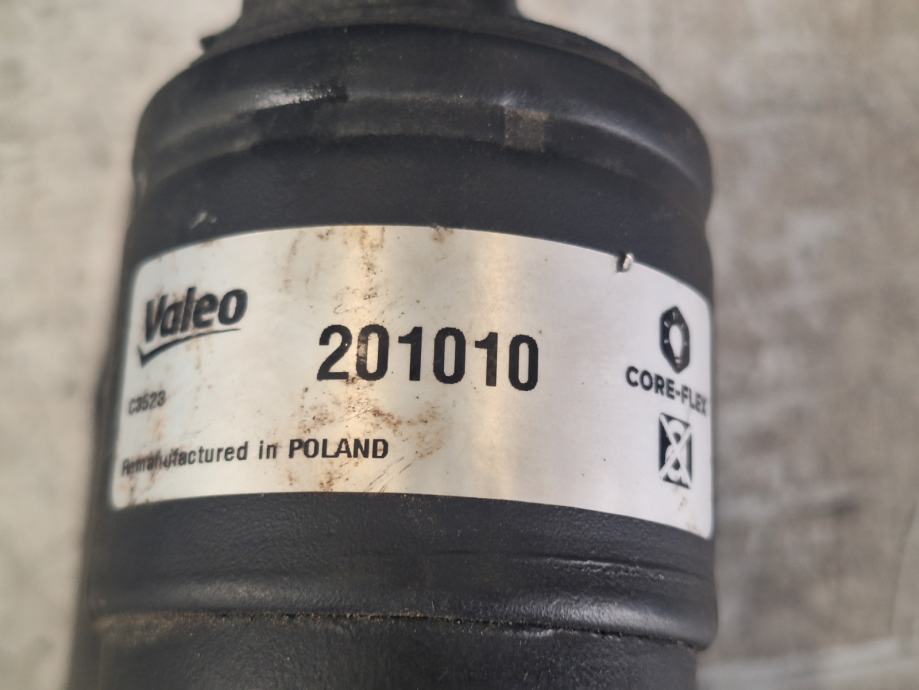 Valeo
201010
CORE-FLEX
C3523
Remanufactured in POLAND